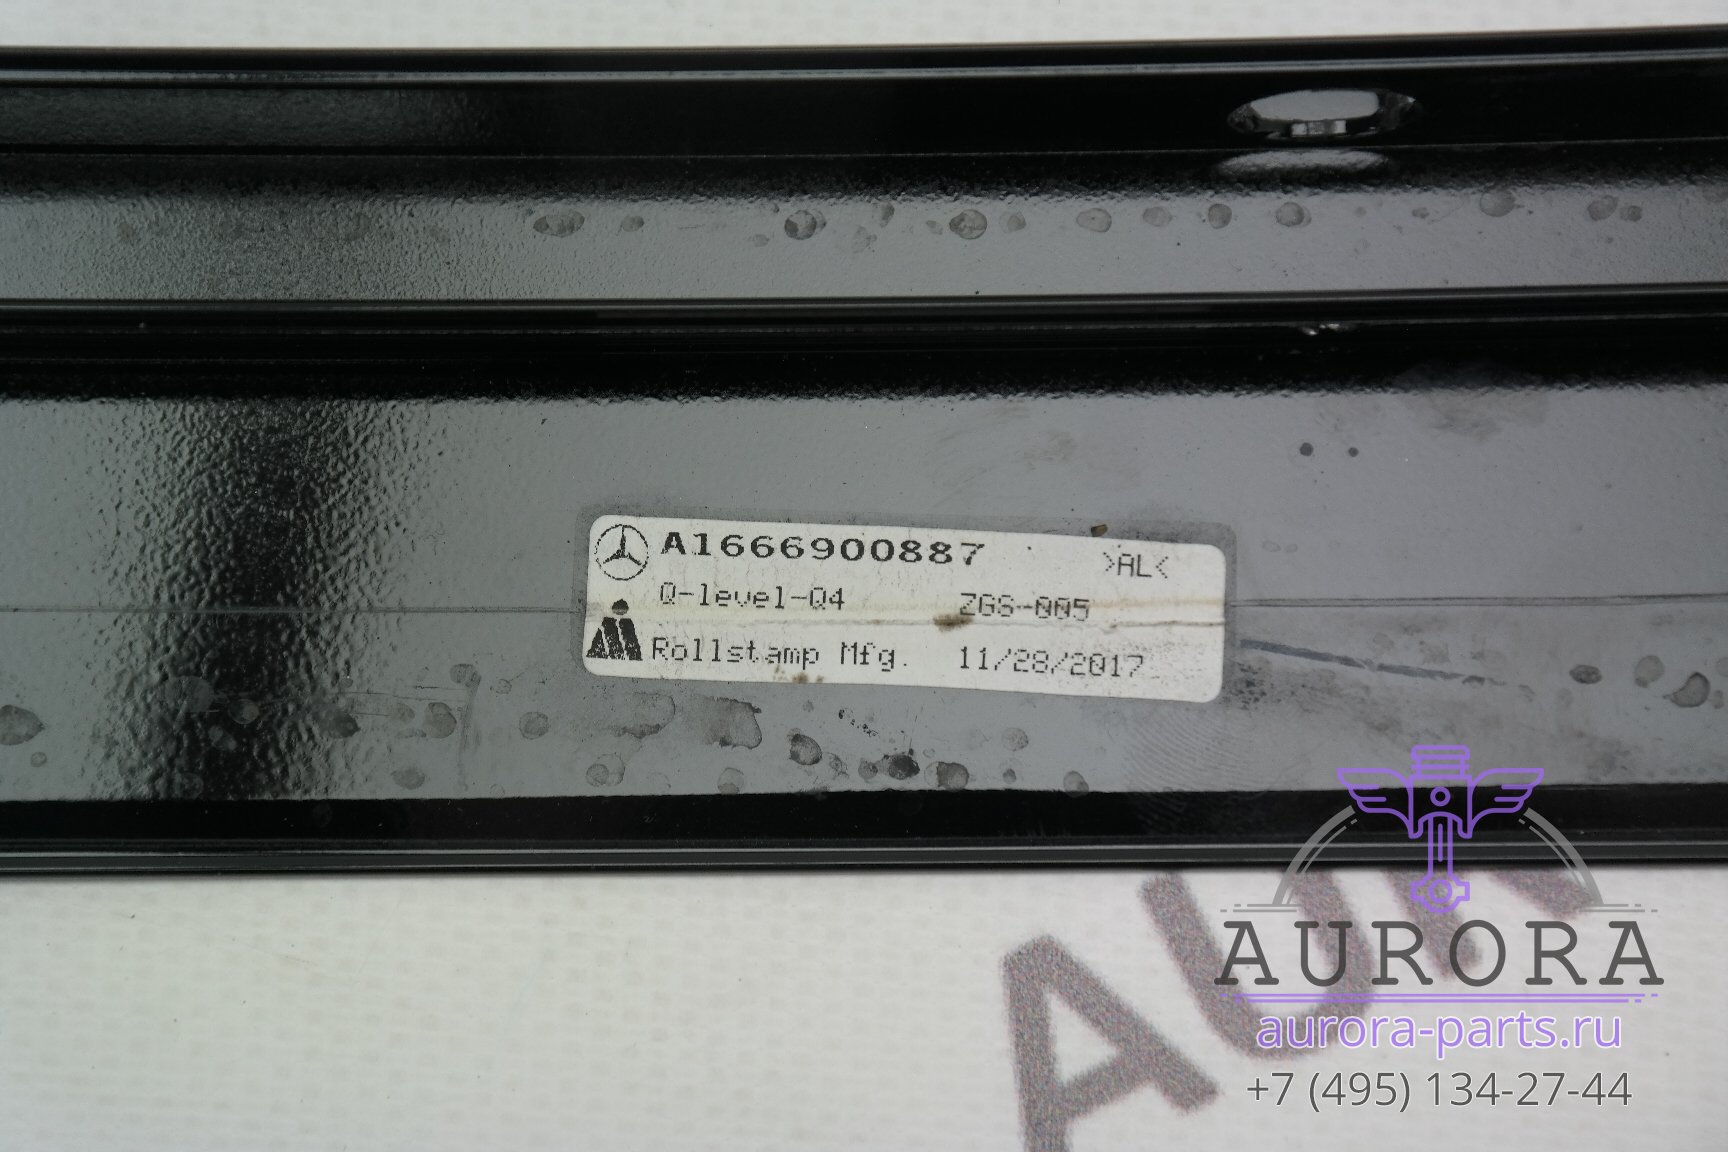 A1666900887 >AL<
Q-level-Q4 ZGS-005
Rollstamp Mfg. 11/28/2017
AUR
AURORA
aurora-parts.ru
+7 (495) 134-27-44